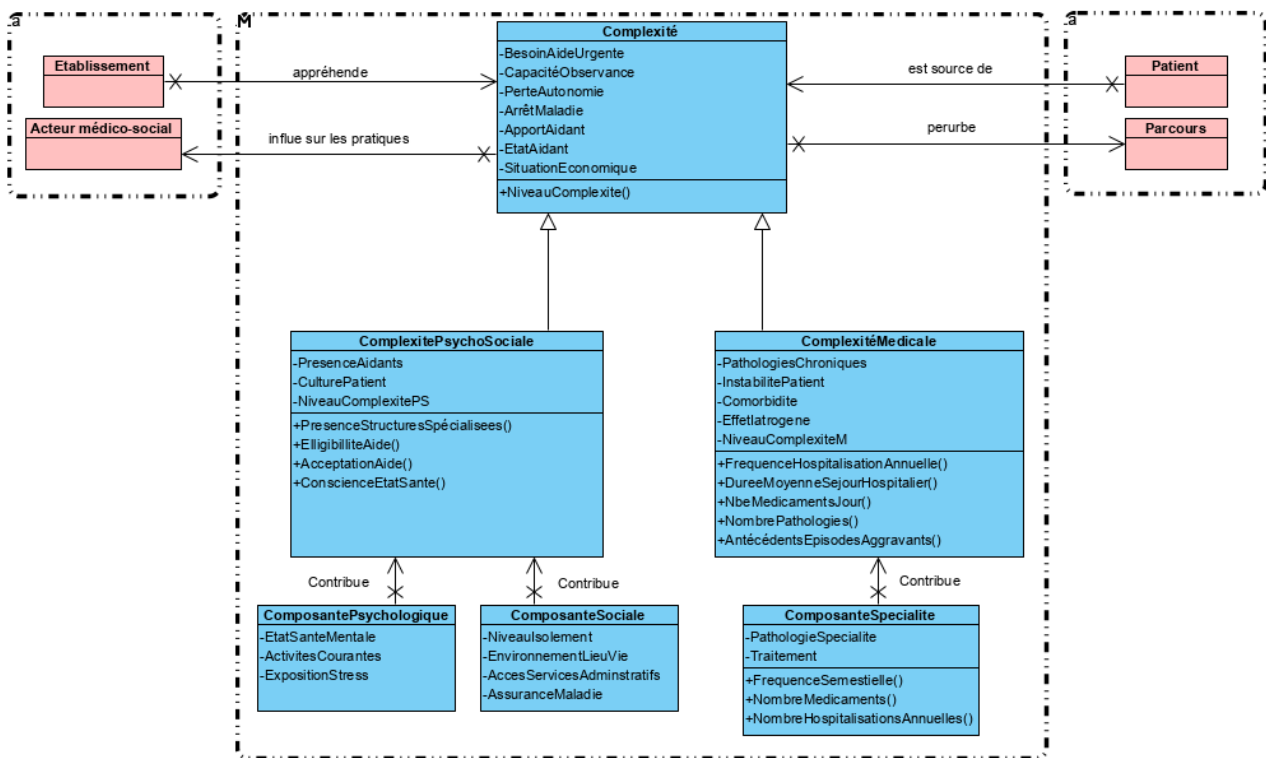 a
M
a
Etablissement
appréhende
Acteur médico-social
influe sur les pratiques
Complexité
-BesoinAideUrgente
-CapacitéObservance
-PerteAutonomie
-ArrêtMaladie
-ApportAidant
-EtatAidant
-SituationEconomique
+NiveauComplexite()
est source de
Patient
perurbe
Parcours
ComplexitePsychoSociale
-PresenceAidants
-CulturePatient
-NiveauComplexitePS
+PresenceStructuresSpécialisees()
+ElligibilliteAide()
+AcceptationAide()
+ConscienceEtatSante()
ComplexitéMedicale
-PathologiesChroniques
-InstabilitePatient
-Comorbidite
-EffetIatrogene
-NiveauComplexiteM
+FrequenceHospitalisationAnnuelle()
+DureeMoyenneSejourHospitalier()
+NbeMedicamentsJour()
+NombrePathologies()
+AntécédentsEpisodesAggravants()
Contribue
Contribue
Contribue
ComposantePsychologique
-EtatSanteMentale
-ActivitesCourantes
-ExpositionStress
ComposanteSociale
-NiveauIsolement
-EnvironnementLieuVie
-AccesServicesAdminstratifs
-AssuranceMaladie
ComposanteSpecialite
-PathologieSpecialite
-Traitement
+FrequenceSemestielle()
+NombreMedicaments()
+NombreHospitalisationsAnnuelles()